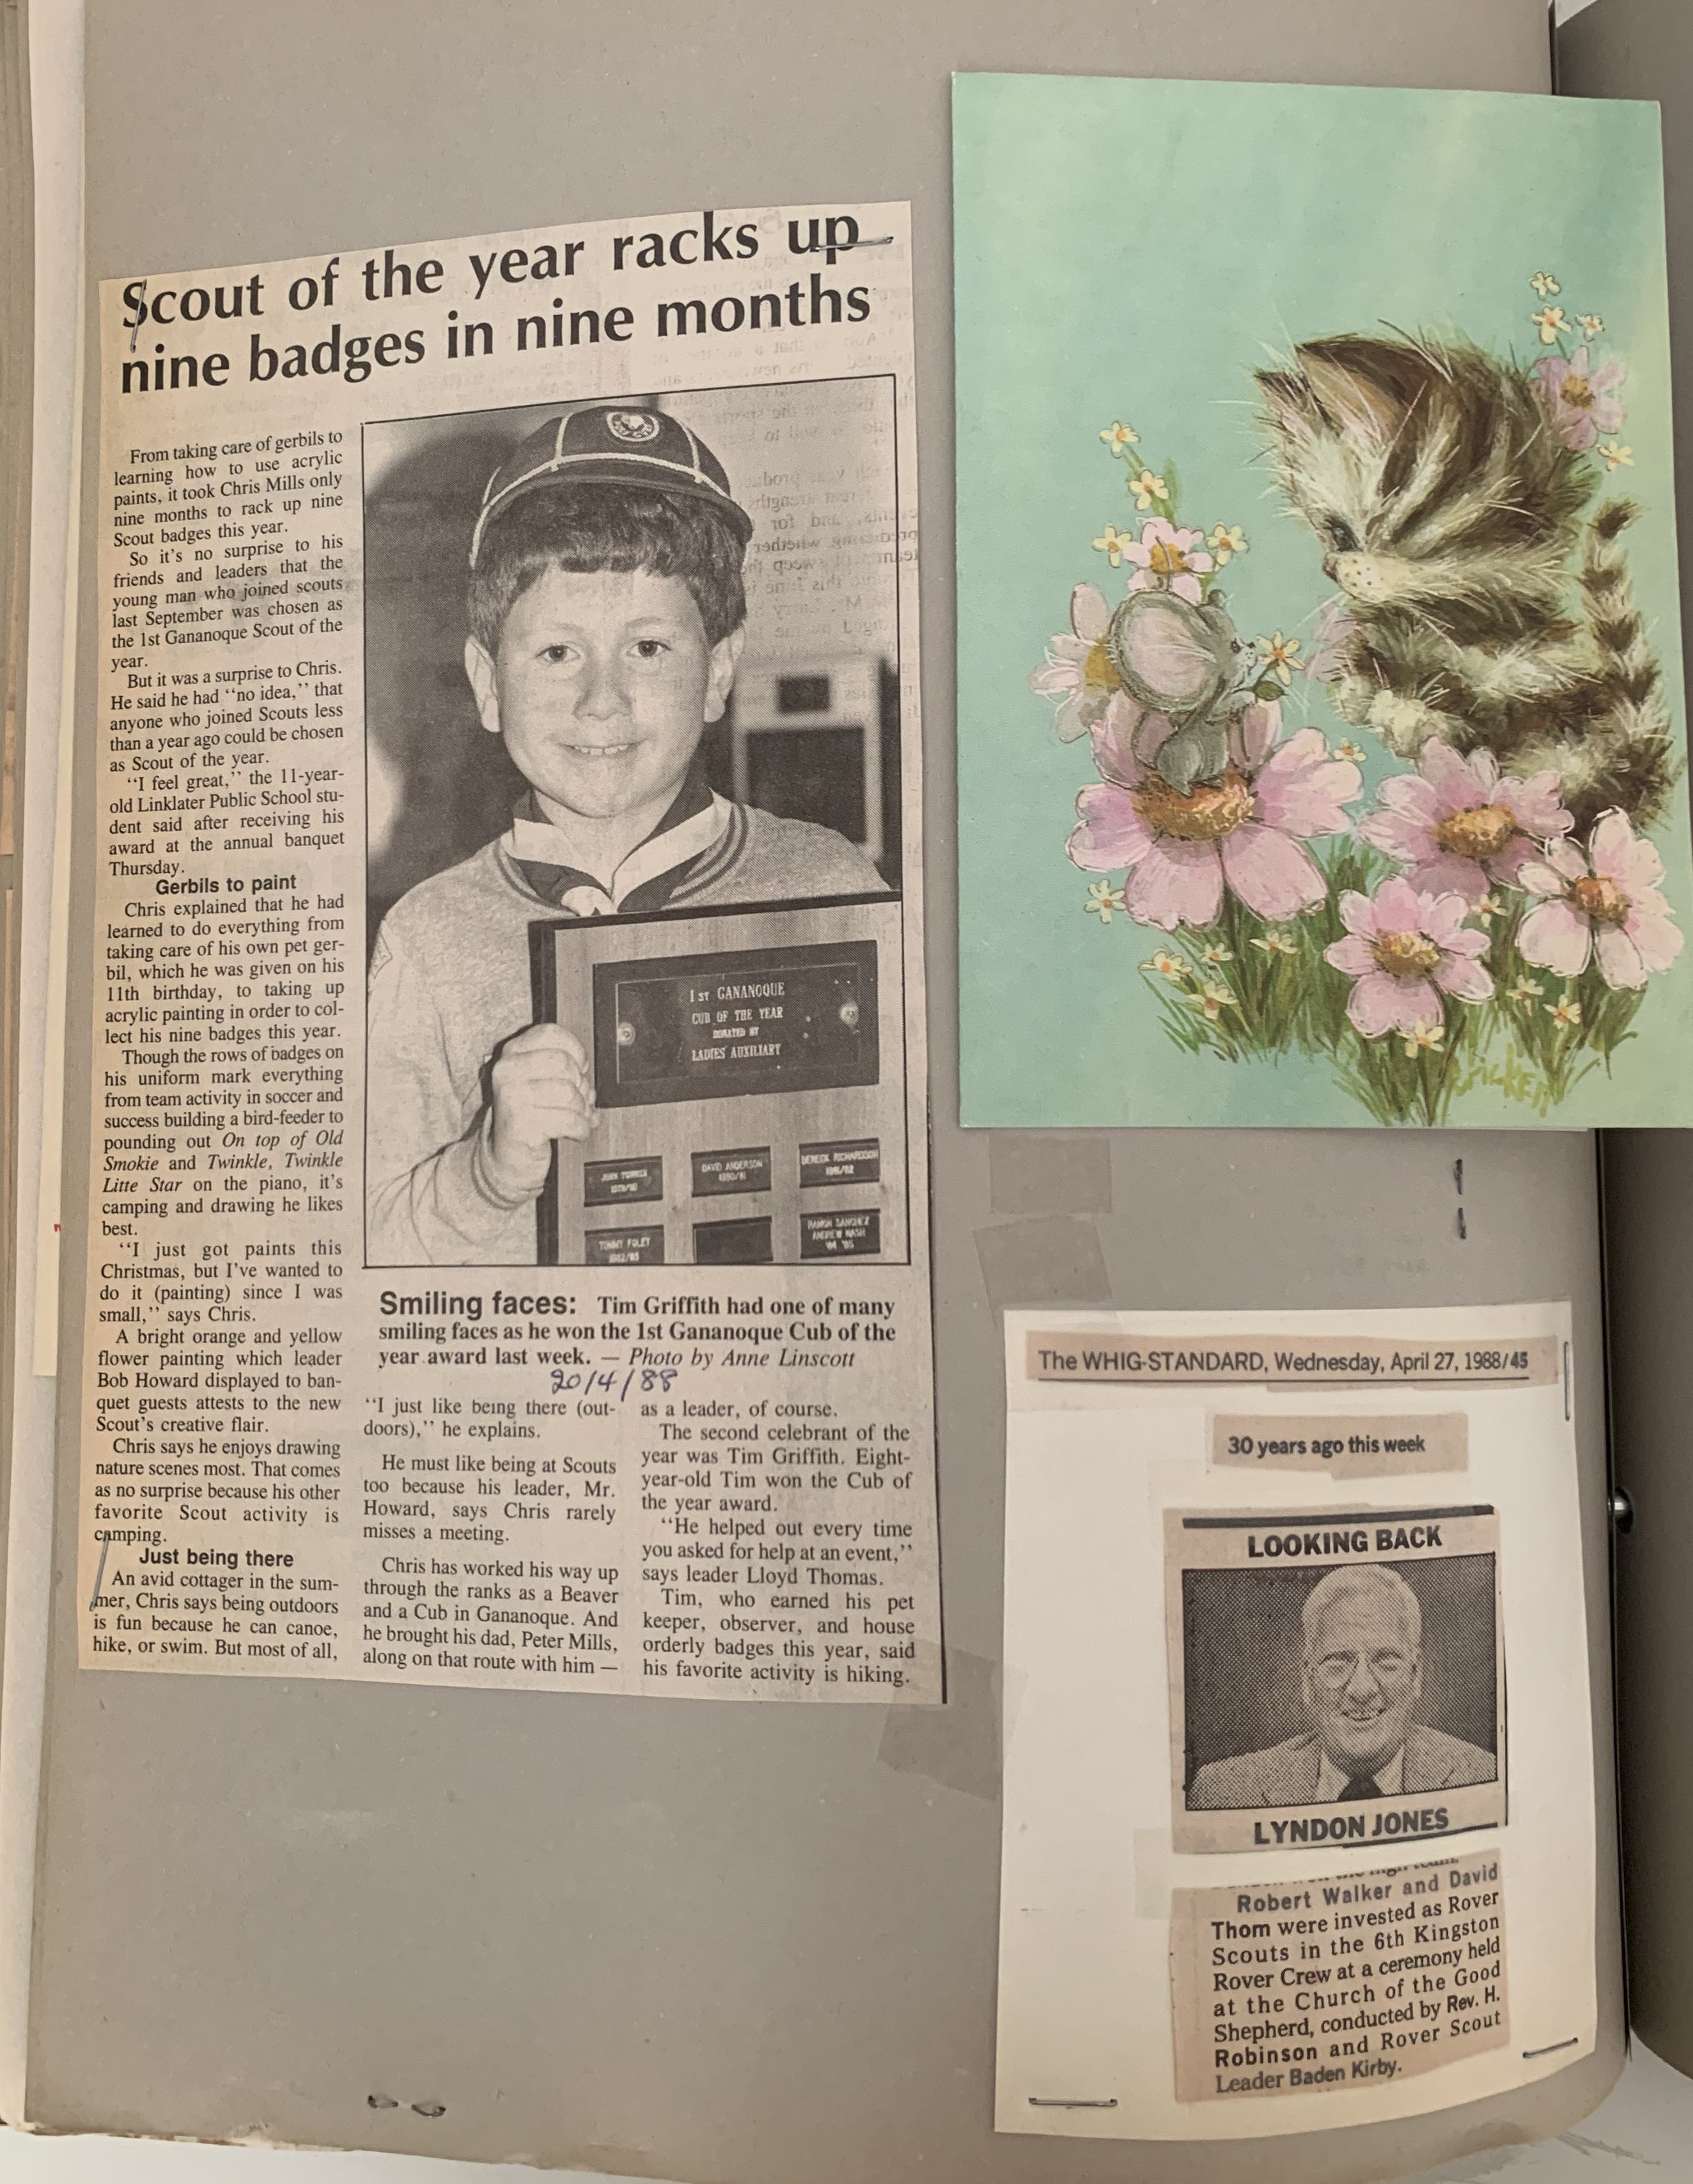 Scout of the year racks up
nine badges in nine months
From taking care of gerbils to
learning how to use acrylic
paints, it took Chris Mills only
nine months to rack up nine
Scout badges this year.
So it's no surprise to his
friends and leaders that the
young man who joined scouts
last September was chosen as
the 1st Gananoque Scout of the
year.
But it was a surprise to Chris.
He said he had ‘‘no idea,’’ that
anyone who joined Scouts less
than a year ago could be chosen
as Scout of the year.
‘‘I feel great,’’ the 11-year-
old Linklater Public School stu-
dent said after receiving his
award at the annual banquet
Thursday.
Gerbils to paint
Chris explained that he had
learned to do everything from
taking care of his own pet ger-
bil, which he was given on his
11th birthday, to taking up
acrylic painting in order to col-
lect his nine badges this year.
Though the rows of badges on
his uniform mark everything
from team activity in soccer and
success building a bird-feeder to
pounding out On top of Old
Smokie and Twinkle, Twinkle
Litte Star on the piano, it's
camping and drawing he likes
best.
‘‘I just got paints this
Christmas, but I've wanted to
do it (painting) since I was
small,’’ says Chris.
A bright orange and yellow
flower painting which leader
Bob Howard displayed to ban-
quet guests attests to the new
Scout's creative flair.
Chris says he enjoys drawing
nature scenes most. That comes
as no surprise because his other
favorite Scout activity is
camping.
Just being there
An avid cottager in the sum-
mer, Chris says being outdoors
is fun because he can canoe,
hike, or swim. But most of all,
1ST GANANOQUE
CUB OF THE YEAR
DONATED BY
LADIES' AUXILIARY
DAVID ANDERSON
1980/81
DERECK RICHARDSON
1981/82
TOMMY FOLEY
1982/83
RAMON SANCHEZ
ANDREW NASH
'84 '85
Smiling faces: Tim Griffith had one of many
smiling faces as he won the 1st Gananoque Cub of the
year award last week. — Photo by Anne Linscott
20/4/88
‘‘I just like being there (out-
doors),’’ he explains.
He must like being at Scouts
too because his leader, Mr.
Howard, says Chris rarely
misses a meeting.
Chris has worked his way up
through the ranks as a Beaver
and a Cub in Gananoque. And
he brought his dad, Peter Mills,
along on that route with him —
as a leader, of course.
The second celebrant of the
year was Tim Griffith. Eight-
year-old Tim won the Cub of
the year award.
‘‘He helped out every time
you asked for help at an event,’’
says leader Lloyd Thomas.
Tim, who earned his pet
keeper, observer, and house
orderly badges this year, said
his favorite activity is hiking.
The WHIG-STANDARD, Wednesday, April 27, 1988/45
30 years ago this week
LOOKING BACK
LYNDON JONES
Robert Walker and David
Thom were invested as Rover
Scouts in the 6th Kingston
Rover Crew at a ceremony held
at the Church of the Good
Shepherd, conducted by Rev. H.
Robinson and Rover Scout
Leader Baden Kirby.